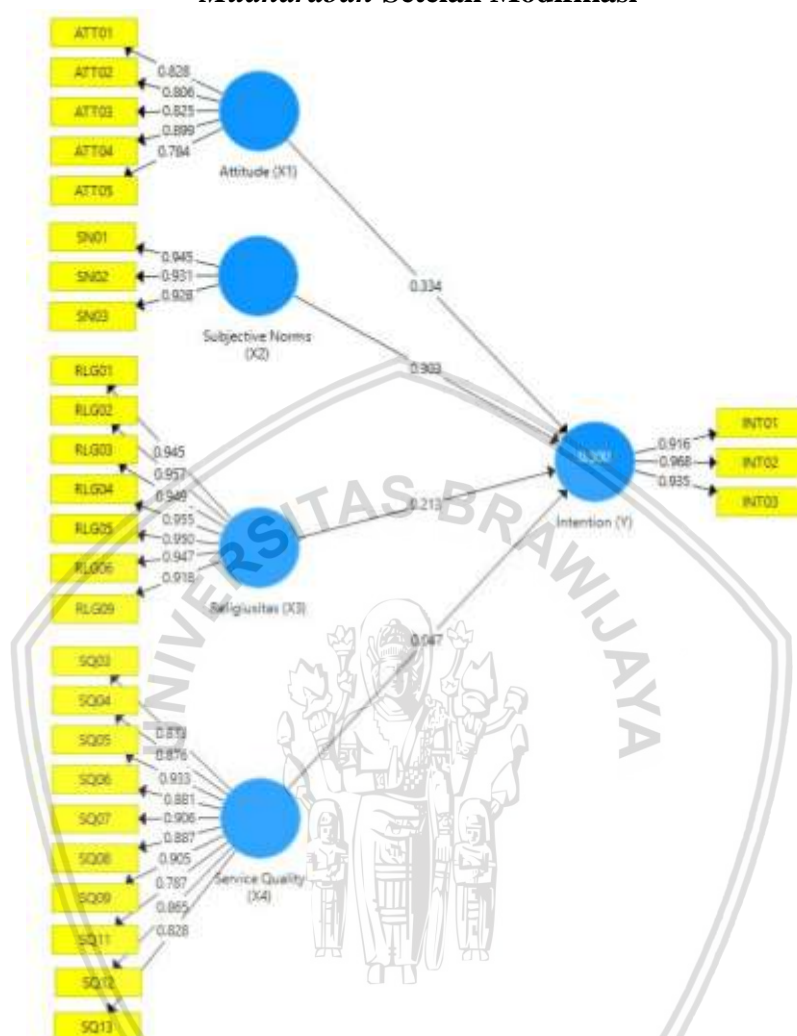 Setelah Modifikasi
ATT01
ATT02
ATT03
ATT04
ATT05
0.828
0.806
0.825
0.899
0.784
Attitude (X1)
SN01
SN02
SN03
0.945
0.931
0.928
Subjective Norms
(X2)
RLG01
RLG02
RLG03
RLG04
RLG05
RLG06
RLG09
0.945
0.957
0.949
0.955
0.950
0.947
0.918
Religiusitas (X3)
SQ03
SQ04
SQ05
SQ06
SQ07
SQ08
SQ09
SQ11
SQ12
SQ13
0.876
0.933
0.881
0.906
0.887
0.905
0.787
0.865
0.828
Service Quality
(X4)
0.334
0.303
0.213
0.047
Intention (Y)
0.916
0.968
0.935
INT01
INT02
INT03
UNIVERSITAS BRAWIJAYA